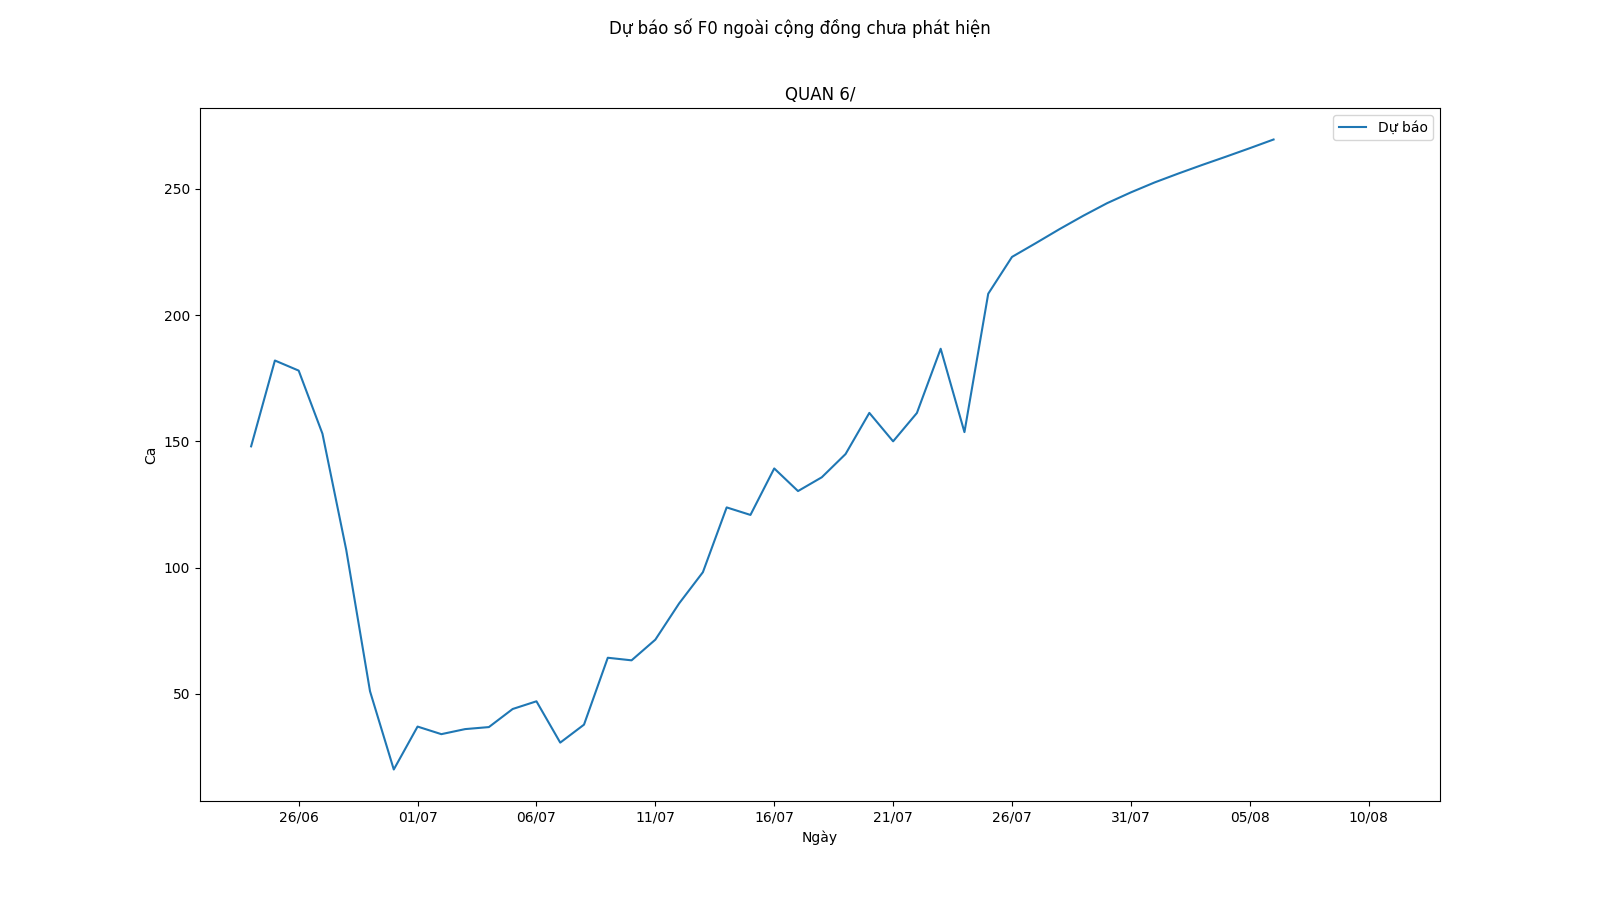 Dự báo số F0 ngoài cộng đồng chưa phát hiện
QUAN 6/
Dự báo
250
200
150
100
50
Ca
26/06 01/07 06/07 11/07 16/07 21/07 26/07 31/07 05/08 10/08
Ngày